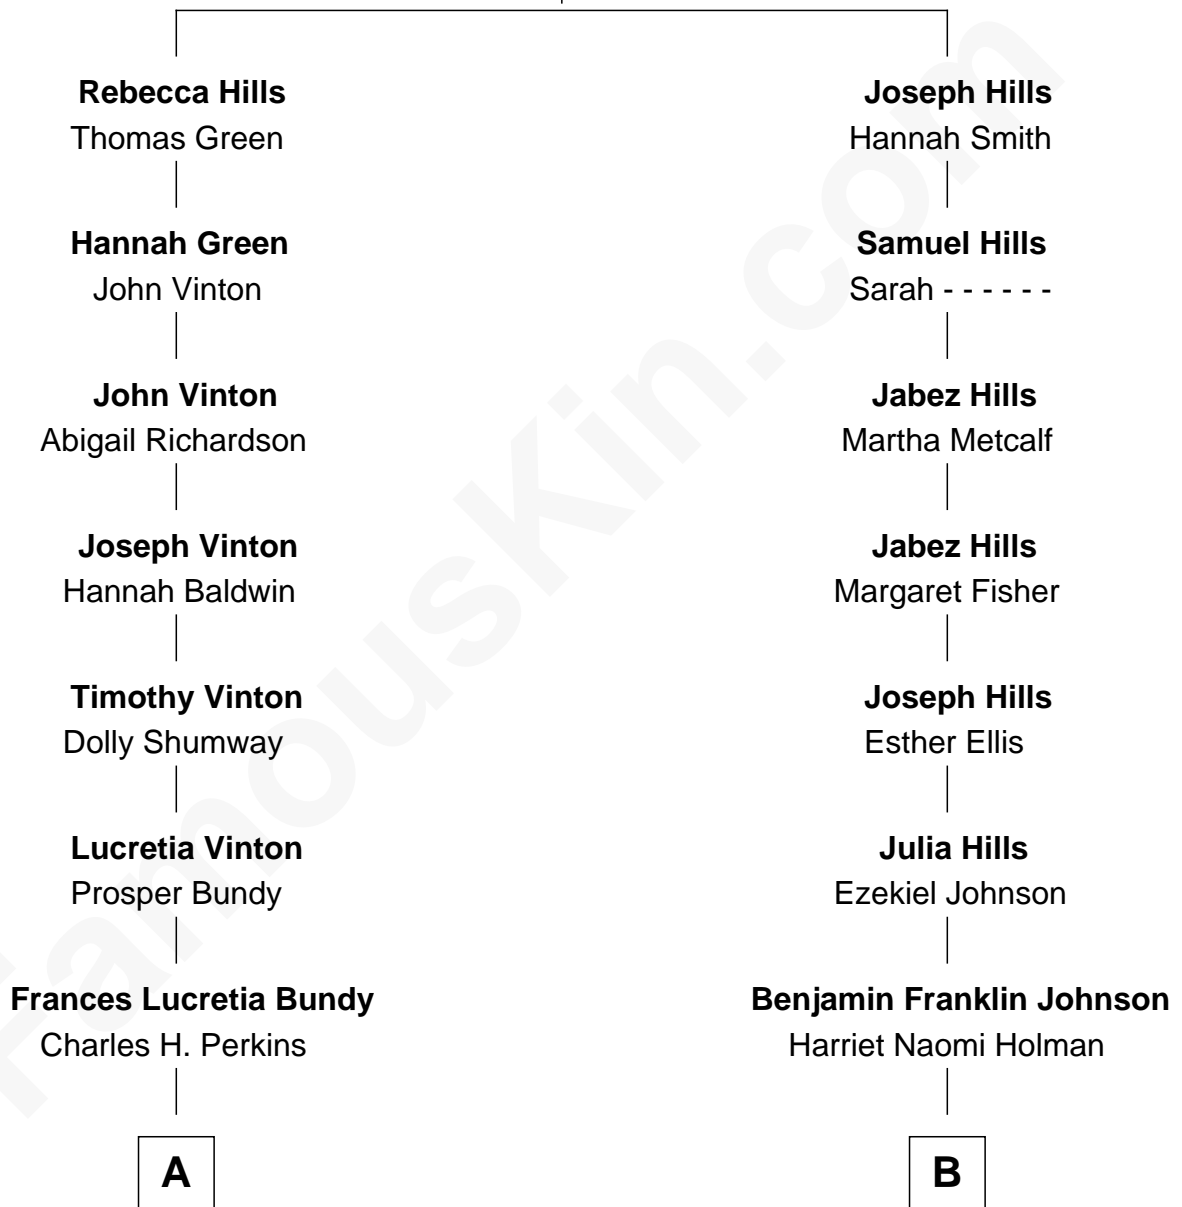 Rebecca Hills
Thomas Green
Joseph Hills
Hannah Smith
Hannah Green
John Vinton
Samuel Hills
Sarah - - - - - -
John Vinton
Abigail Richardson
Jabez Hills
Martha Metcalf
Joseph Vinton
Hannah Baldwin
Jabez Hills
Margaret Fisher
Timothy Vinton
Dolly Shumway
Joseph Hills
Esther Ellis
Lucretia Vinton
Prosper Bundy
Julia Hills
Ezekiel Johnson
Frances Lucretia Bundy
Charles H. Perkins
Benjamin Franklin Johnson
Harriet Naomi Holman
A
B
FamousKin.com